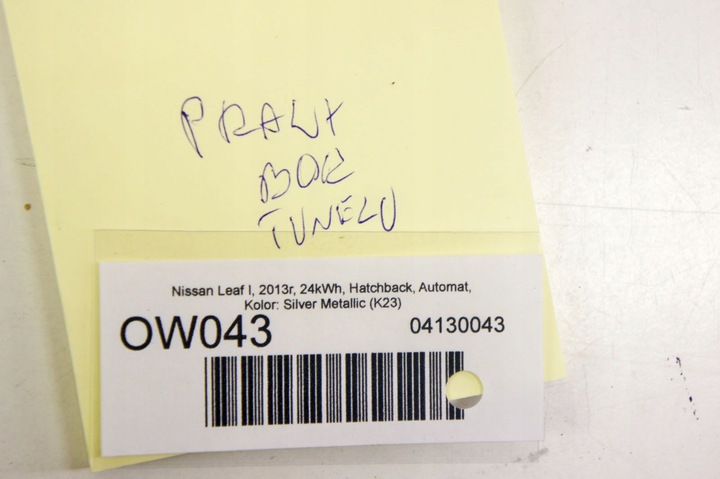 PRAWY
BOK
TUNELU
Nissan Leaf I, 2013r, 24kWh, Hatchback, Automat,
Kolor: Silver Metallic (K23)
OW043 04130043